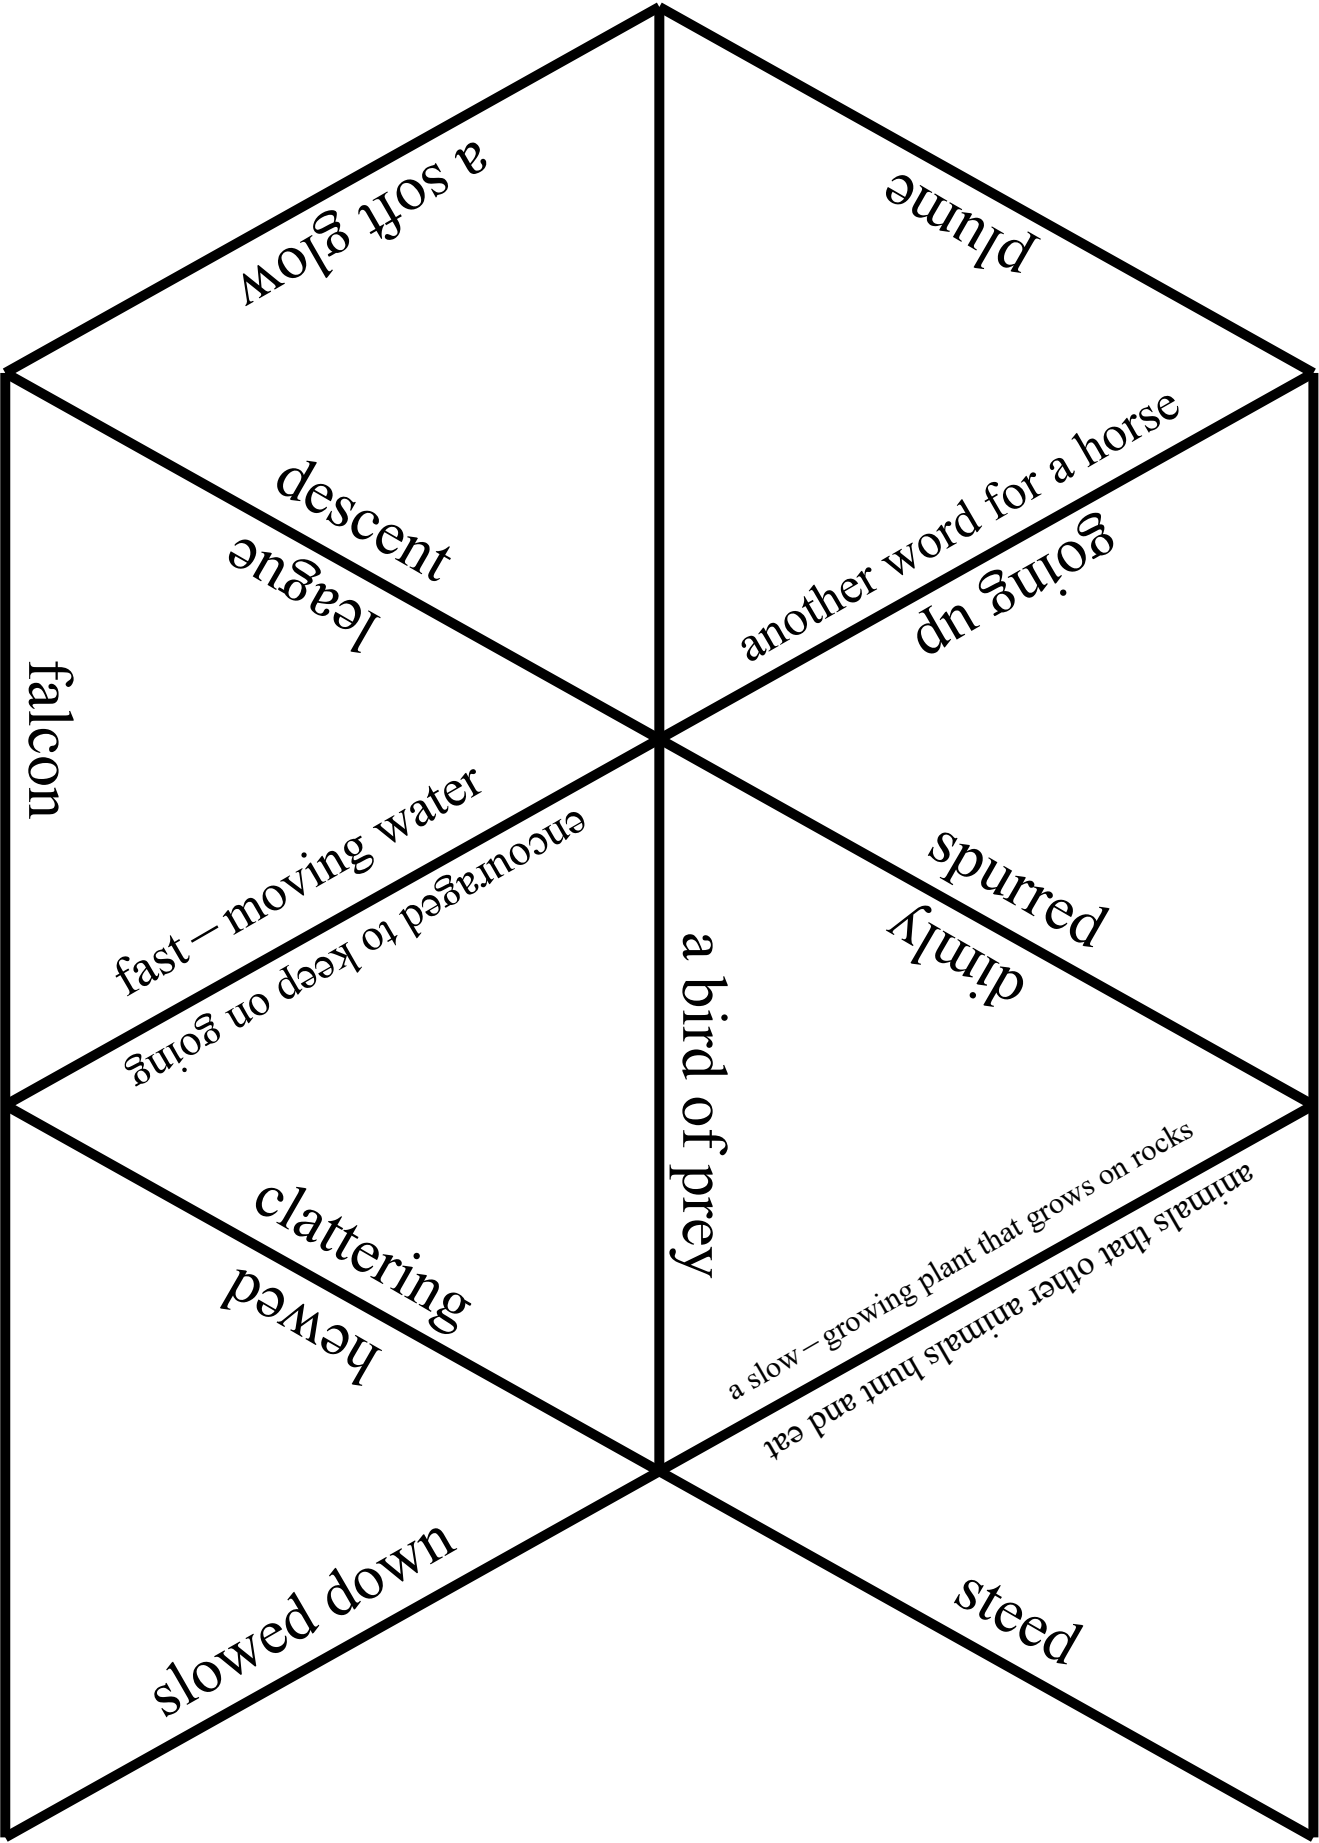 a soft glow
plume
descent
another word for a horse
league
going up
falcon
fast–moving water
spurred
encouraged to keep on going
dimly
a bird of prey
clattering
a slow–growing plant that grows on rocks
hewed
animals that other animals hunt and eat
slowed down
steed